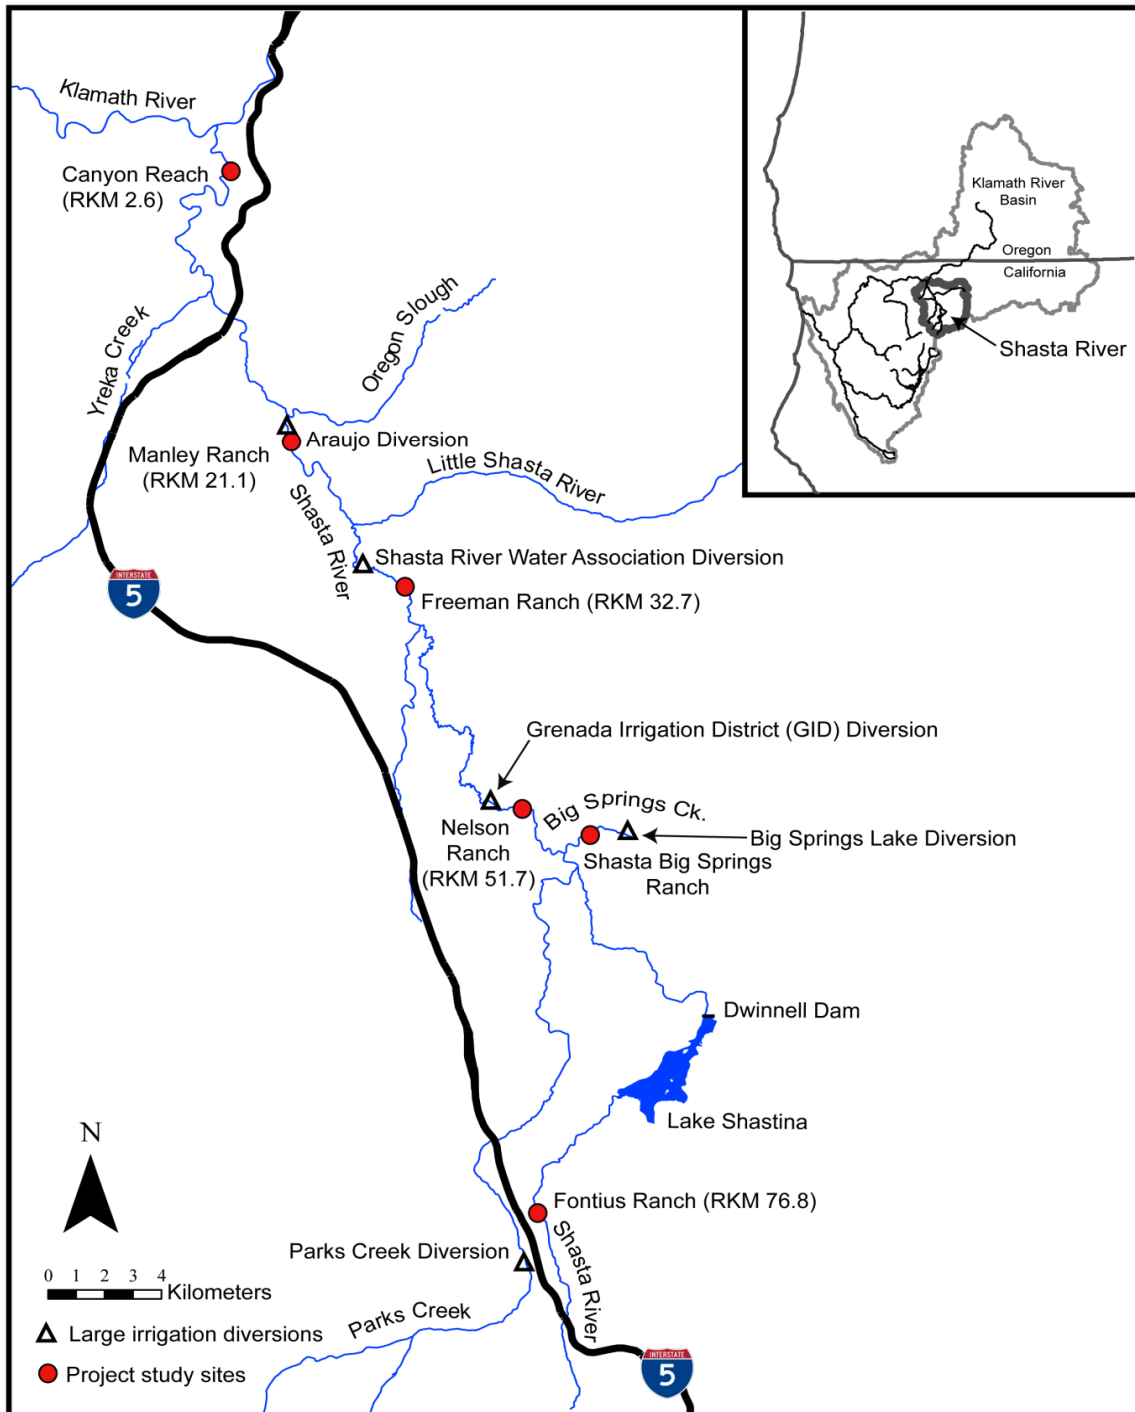 Klamath River
Canyon Reach
(RKM 2.6)
Klamath River
Basin
Oregon
California
Shasta River
Yreka Creek
Oregon Slough
Araujo Diversion
Manley Ranch
(RKM 21.1)
Little Shasta River
Shasta River
Shasta River Water Association Diversion
INTERSTATE
5
Freeman Ranch (RKM 32.7)
Grenada Irrigation District (GID) Diversion
Big Springs Ck.
Nelson
Ranch
(RKM 51.7)
Big Springs Lake Diversion
Shasta Big Springs
Ranch
Dwinnell Dam
Lake Shastina
N
Fontius Ranch (RKM 76.8)
Shasta River
Parks Creek Diversion
Parks Creek
0 1 2 3 4
Kilometers
Large irrigation diversions
Project study sites
INTERSTATE
5